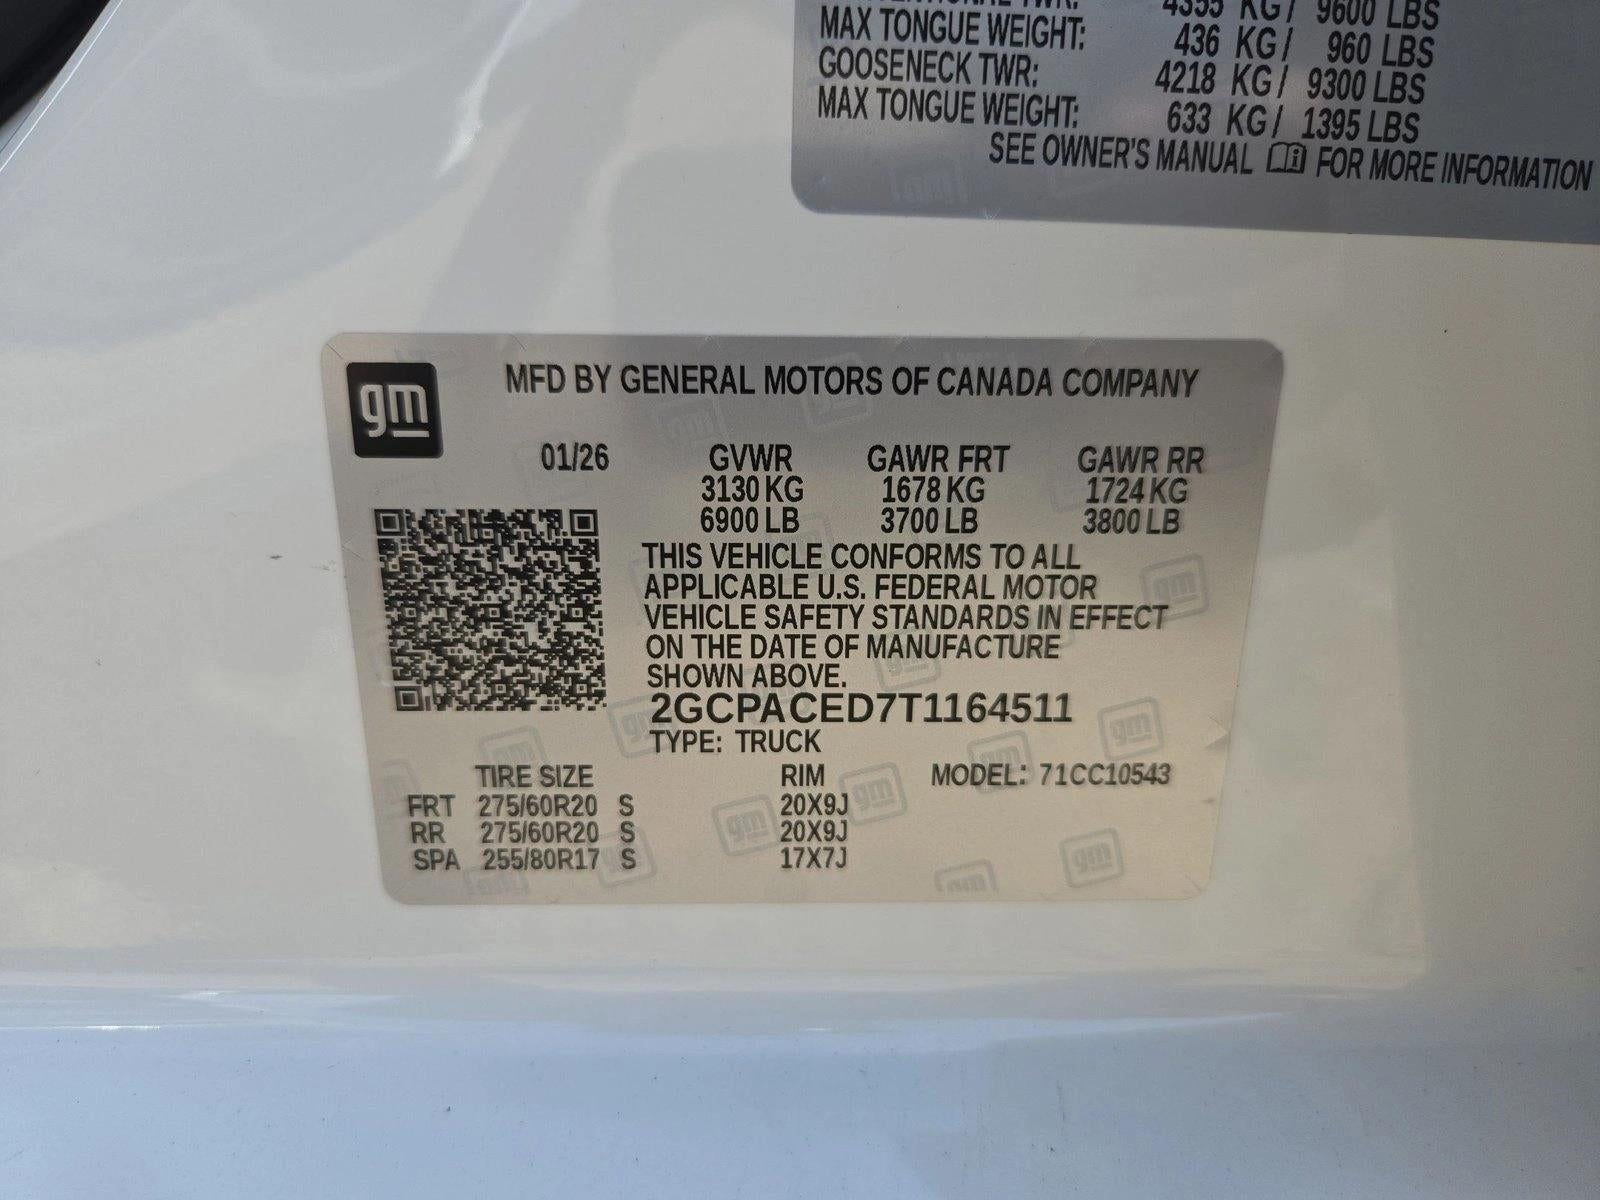 4355 KG/ 9600 LBS
MAX TONGUE WEIGHT: 436 KG/ 960 LBS
GOOSENECK TWR: 4218 KG/ 9300 LBS
MAX TONGUE WEIGHT: 633 KG/ 1395 LBS
SEE OWNER'S MANUAL FOR MORE INFORMATION
gm
MFD BY GENERAL MOTORS OF CANADA COMPANY
01/26 GVWR GAWR FRT GAWR RR
3130 KG 1678 KG 1724 KG
6900 LB 3700 LB 3800 LB
THIS VEHICLE CONFORMS TO ALL
APPLICABLE U.S. FEDERAL MOTOR
VEHICLE SAFETY STANDARDS IN EFFECT
ON THE DATE OF MANUFACTURE
SHOWN ABOVE.
2GCPACED7T1164511
TYPE: TRUCK
TIRE SIZE RIM MODEL: 71CC10543
FRT 275/60R20 S 20X9J
RR 275/60R20 S 20X9J
SPA 255/80R17 S 17X7J